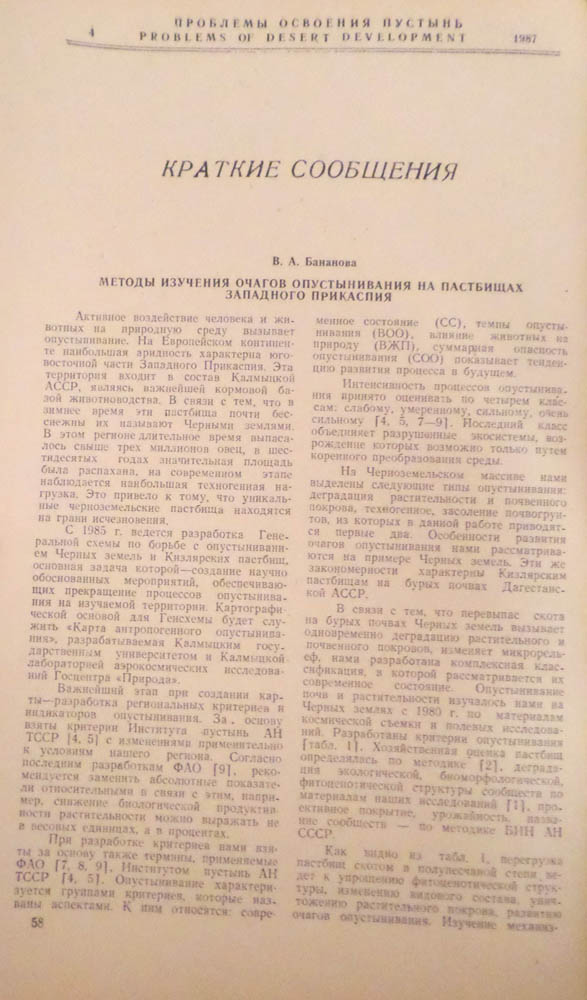 4
ПРОБЛЕМЫ ОСВОЕНИЯ ПУСТЫНЬ
PROBLEMS OF DESERT DEVELOPMENT
1987
КРАТКИЕ СООБЩЕНИЯ
В. А. Бананова
МЕТОДЫ ИЗУЧЕНИЯ ОЧАГОВ ОПУСТЫНИВАНИЯ НА ПАСТБИЩАХ
ЗАПАДНОГО ПРИКАСПИЯ
Активное воздействие человека и жи-
вотных на природную среду вызывает
опустынивание. На Европейском континен-
те наибольшая аридность характерна юго-
восточной части Западного Прикаспия. Эта
территория входит в состав Калмыцкой
АССР, являясь важнейшей кормовой ба-
зой животноводства. В связи с тем, что в
зимнее время эти пастбища почти бес-
снежны их называют Черными землями.
В этом регионе длительное время выпаса-
лось свыше трех миллионов овец, в шес-
тидесятых годах значительная площадь
была распахана, на современном этапе
наблюдается наибольшая техногенная на-
грузка. Это привело к тому, что уникаль-
ные черноземельские пастбища находятся
на грани исчезновения.
С 1985 г. ведется разработка Гене-
ральной схемы по борьбе с опустынивани-
ем Черных земель и Кизлярских пастбищ,
основная задача которой—создание научно
обоснованных мероприятий, обеспечиваю-
щих прекращение процессов опустынива-
ния на изучаемой территории. Картографи-
ческой основой для Генсхемы будет слу-
жить «Карта антропогенного опустынива-
ния», разрабатываемая Калмыцким госу-
дарственным университетом и Калмыцкой
лабораторией аэрокосмических исследова-
ний Госцентра «Природа».
Важнейший этап при создании кар-
ты—разработка региональных критериев и
индикаторов опустынивания. За основу
взяты критерии Института пустынь АН
ТССР [4, 5] с изменениями применительно
к условиям нашего региона. Согласно
последним разработкам ФАО [9], реко-
мендуется заменить абсолютные показате-
ли относительными в связи с этим, напри-
мер, снижение биологической продуктив-
ности растительности можно выражать не
в весовых единицах, а в процентах.
При разработке критериев нами взя-
ты за основу также термины, применяемые
ФАО [7, 8, 9], Институтом пустынь АН
ТССР [4, 5]. Опустынивание характери-
зуется группами критериев, которые наз-
ваны аспектами. К ним относятся: совре-
58
менное состояние (СС), темпы опусты-
нивания (ВОО), влияние животных на
природу (ВЖП), суммарная опасность
опустынивания (СОО) показывает тенден-
цию развития процесса в будущем.
Интенсивность процессов опустынива-
ния принято оценивать по четырем клас-
сам: слабому, умеренному, сильному, очень
сильному [4, 5, 7—9]. Последний класс
объединяет разрушенные экосистемы, воз-
рождение которых возможно только путем
коренного преобразования среды.
На Черноземельском массиве нами
выделены следующие типы опустынивания:
деградация растительности и почвенного
покрова, техногенное, засоление почвогрун-
тов, из которых в данной работе приводят-
ся первые два. Особенности развития
очагов опустынивания нами рассматрива-
ются на примере Черных земель. Эти же
закономерности характерны Кизлярским
пастбищам на бурых почвах Дагестанс-
кой АССР.
В связи с тем, что перевыпас скота
на бурых почвах Черных земель вызывает
одновременно деградацию растительного и
почвенного покровов, изменяет микрорель-
еф, нами разработана комплексная клас-
сификация, в которой рассматривается их
современное состояние. Опустынивание
почв и растительности изучалось нами на
Черных землях с 1980 г. по материалам
космической съемки и полевых исследова-
ний. Разработаны критерии опустынивания
[табл. 1]. Хозяйственная оценка пастбищ
определилась по методике [2], деграда-
ция экологической, биоморфологической,
фитоценотической структуры сообществ по
материалам наших исследований [1], про-
ективное покрытие, урожайность, назва-
ние сообществ — по методике БИН АН
СССР.
Как видно из табл. 1, перегрузка
пастбищ скотом в полупесчаной степи ве-
дет к упрощению фитоценотической струк-
туры, изменению видового состава, унич-
тожению растительного покрова, развитию
очагов опустынивания. Изучение механиз-